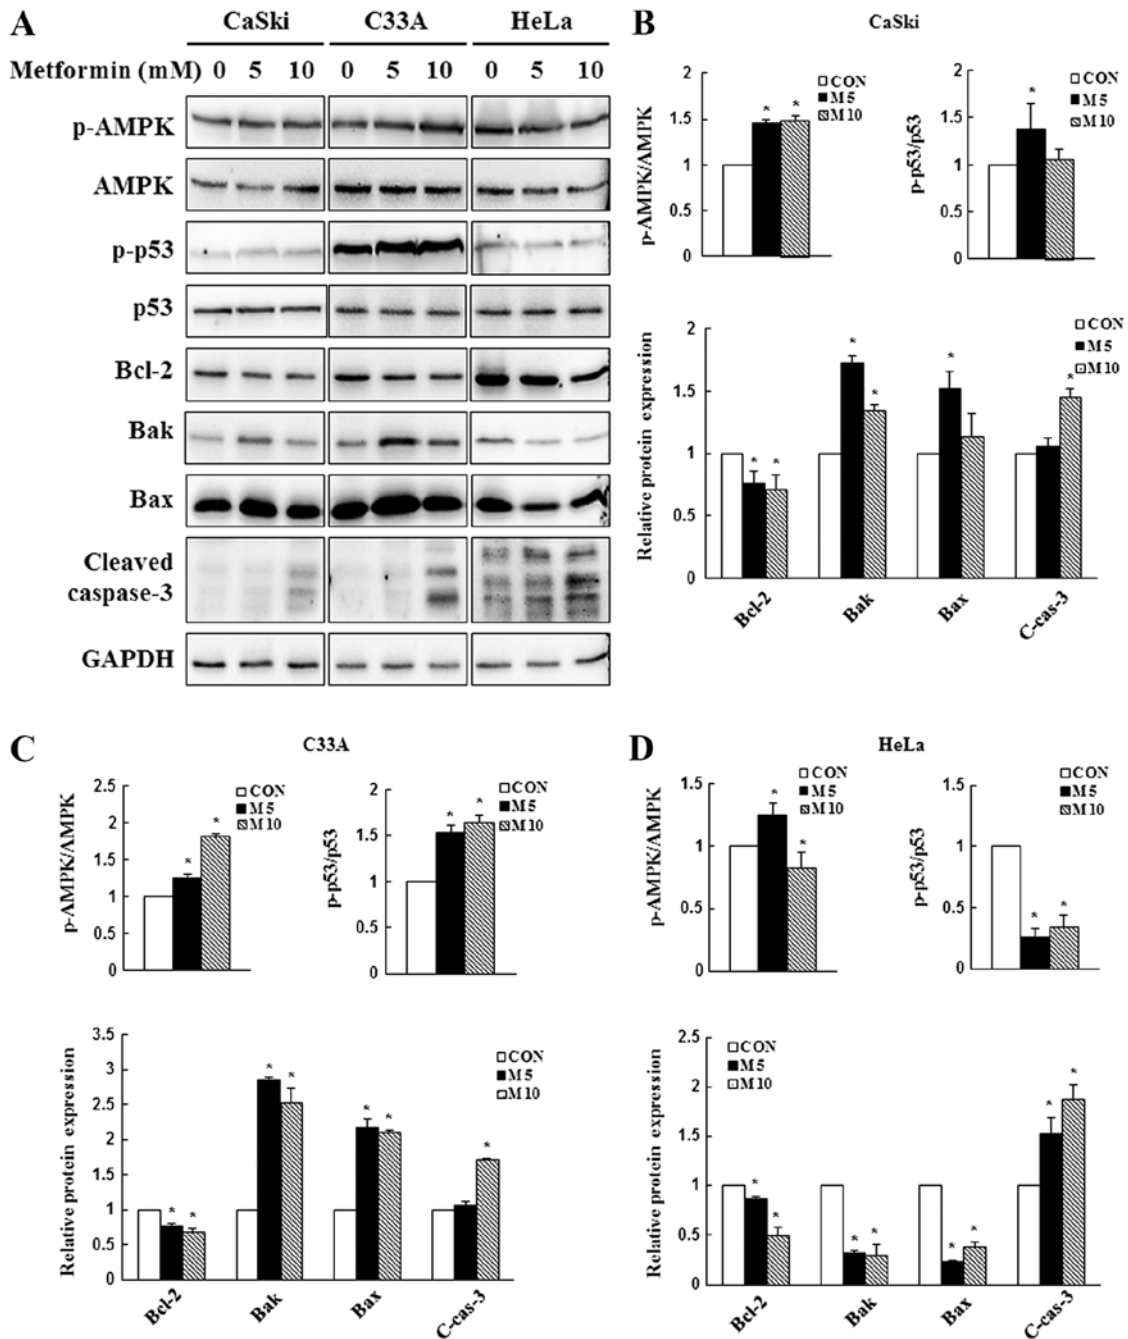 A
CaSki C33A HeLa
Metformin (mM) 0 5 10 0 5 10 0 5 10
p-AMPK
AMPK
p-p53
p53
Bcl-2
Bak
Bax
Cleaved
caspase-3
GAPDH
B
CaSki
p-AMPK/AMPK
2
1.5
1
0.5
0
CON
M5
M10
* *
p-p53/p53
2
1.5
1
0.5
0
CON
M5
M10
*
Relative protein expression
2
1.5
1
0.5
0
CON
M5
M10
* * * * * *
Bcl-2 Bak Bax C-cas-3
C
C33A
p-AMPK/AMPK
2.5
2
1.5
1
0.5
0
CON
M5
M10
* *
p-p53/p53
2
1.5
1
0.5
0
CON
M5
M10
* *
Relative protein expression
3.5
3
2.5
2
1.5
1
0.5
0
CON
M5
M10
* * * * * * *
Bcl-2 Bak Bax C-cas-3
D
HeLa
p-AMPK/AMPK
1.5
1
0.5
0
CON
M5
M10
* *
p-p53/p53
1.5
1
0.5
0
CON
M5
M10
* *
Relative protein expression
2.5
2
1.5
1
0.5
0
CON
M5
M10
* * * * * * * *
Bcl-2 Bak Bax C-cas-3